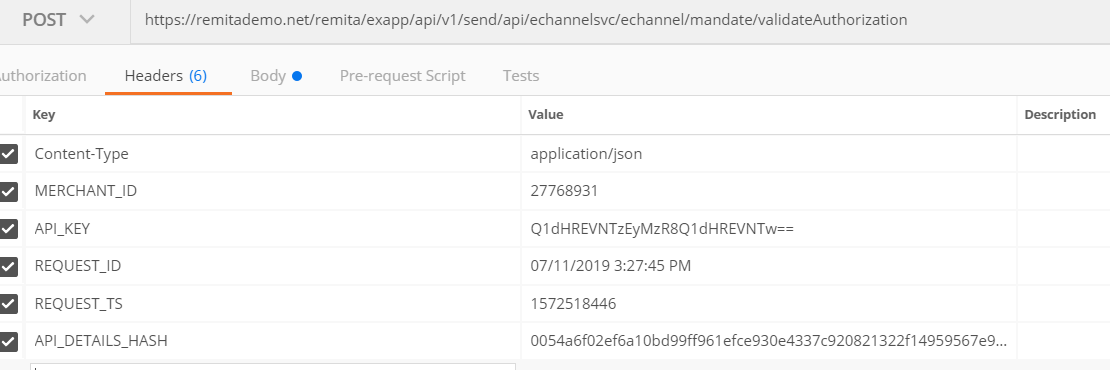 POST https://remitademo.net/remita/exapp/api/v1/send/api/echannelsvc/echannel/mandate/validateAuthorization
uthorization Headers (6) Body Pre-request Script Tests
Key Value Description
Content-Type application/json
MERCHANT_ID 27768931
API_KEY Q1dHREVNTzEyMzR8Q1dHREVNTw==
REQUEST_ID 07/11/2019 3:27:45 PM
REQUEST_TS 1572518446
API_DETAILS_HASH 0054a6f02ef6a10bd99ff961efce930e4337c920821322f14959567e9...